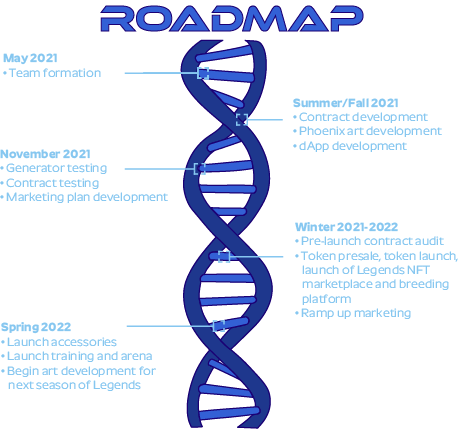 ROADMAP
May 2021
• Team formation
Summer/Fall 2021
• Contract development
• Phoenix art development
• dApp development
November 2021
• Generator testing
• Contract testing
• Marketing plan development
Winter 2021-2022
• Pre-launch contract audit
• Token presale, token launch,
launch of Legends NFT
marketplace and breeding
platform
• Ramp up marketing
Spring 2022
• Launch accessories
• Launch training and arena
• Begin art development for
next season of Legends